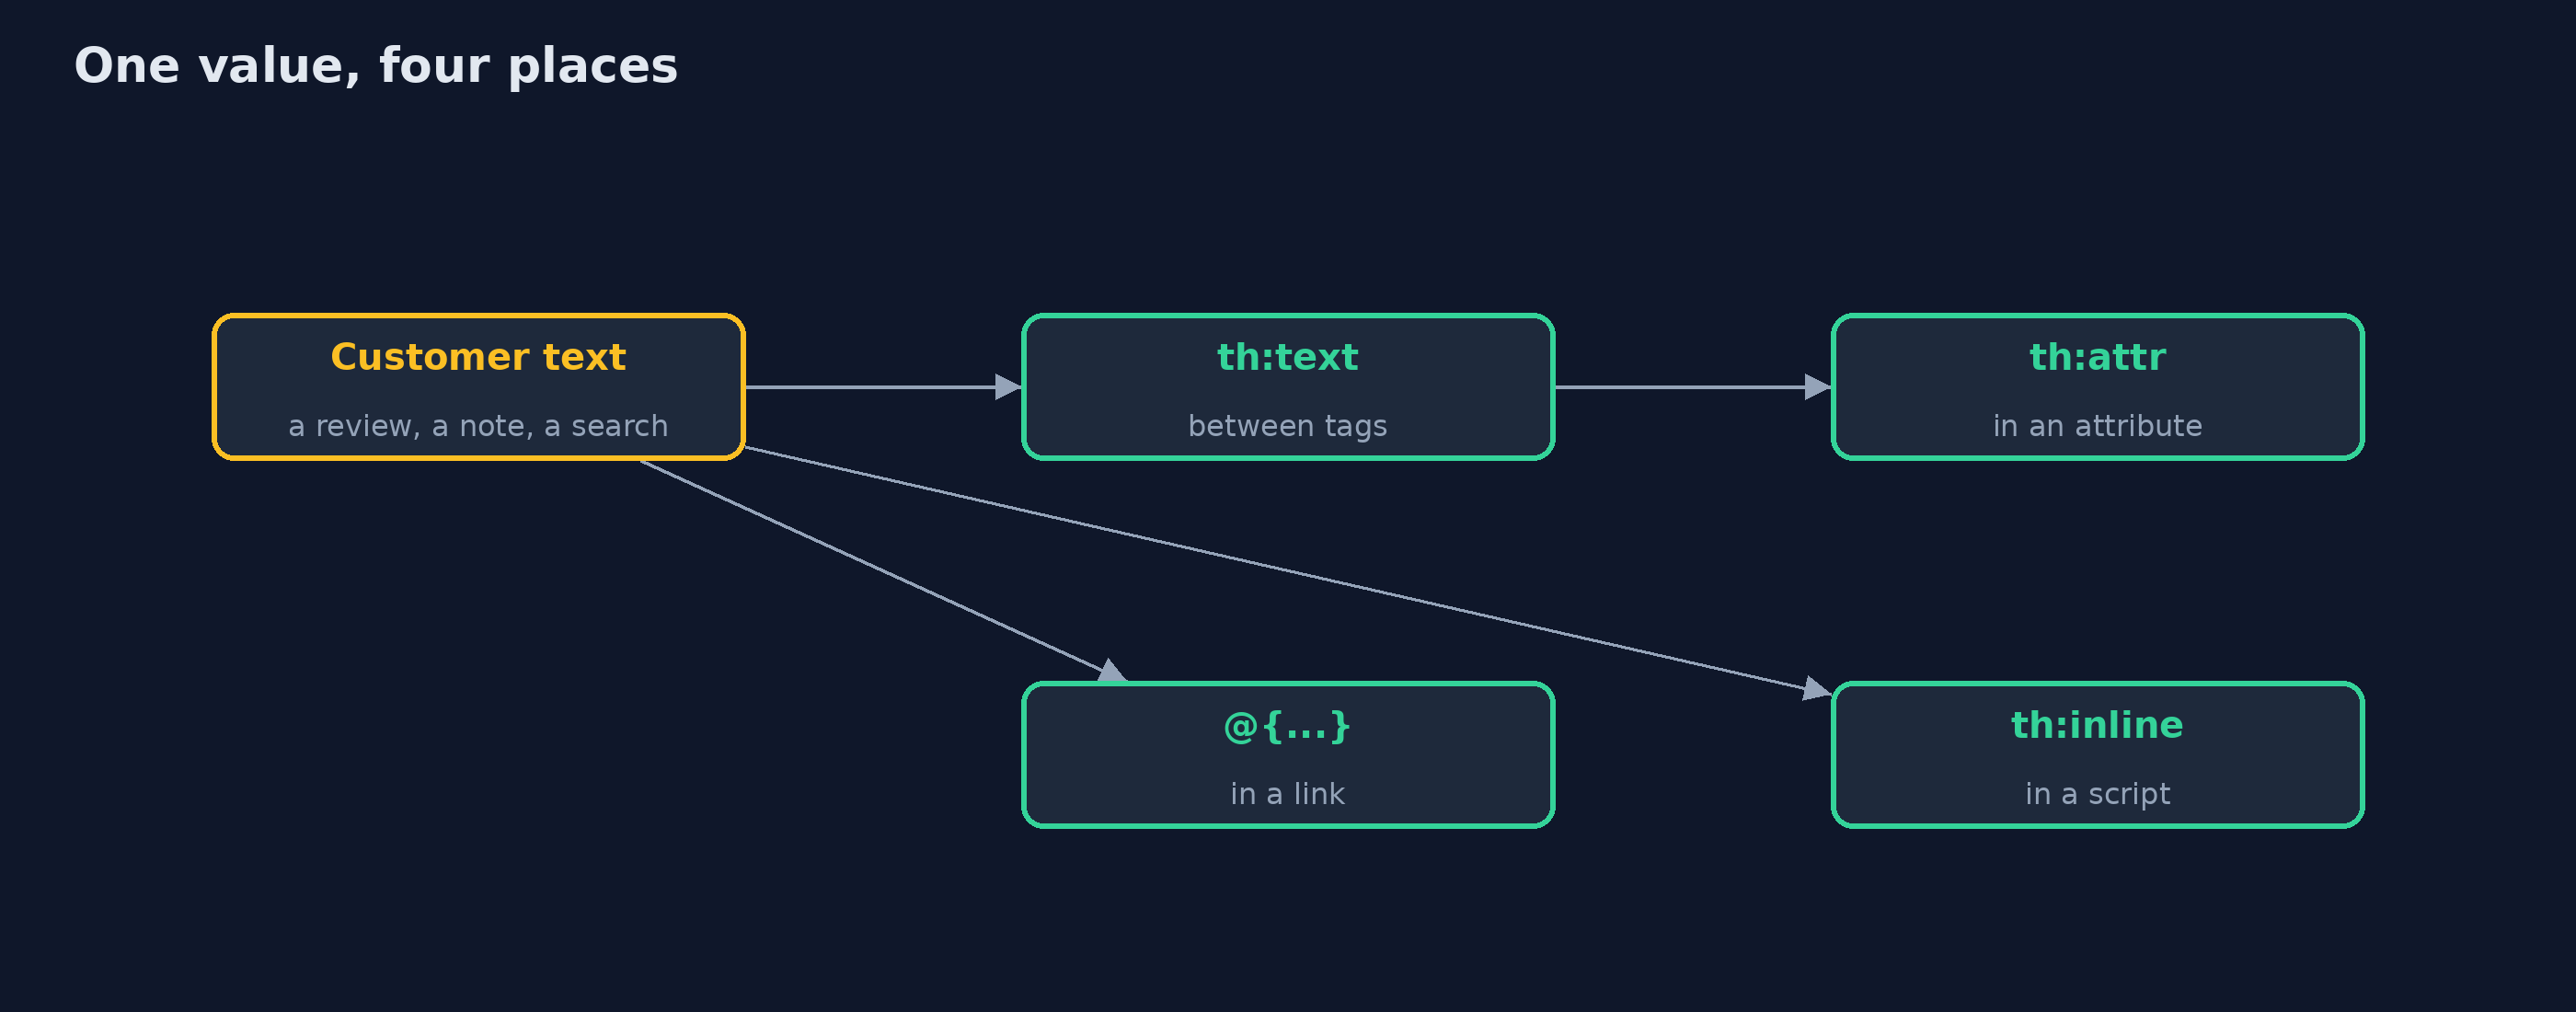 One value, four places
Customer text
a review, a note, a search
th:text
between tags
th:attr
in an attribute
@{...}
in a link
th:inline
in a script